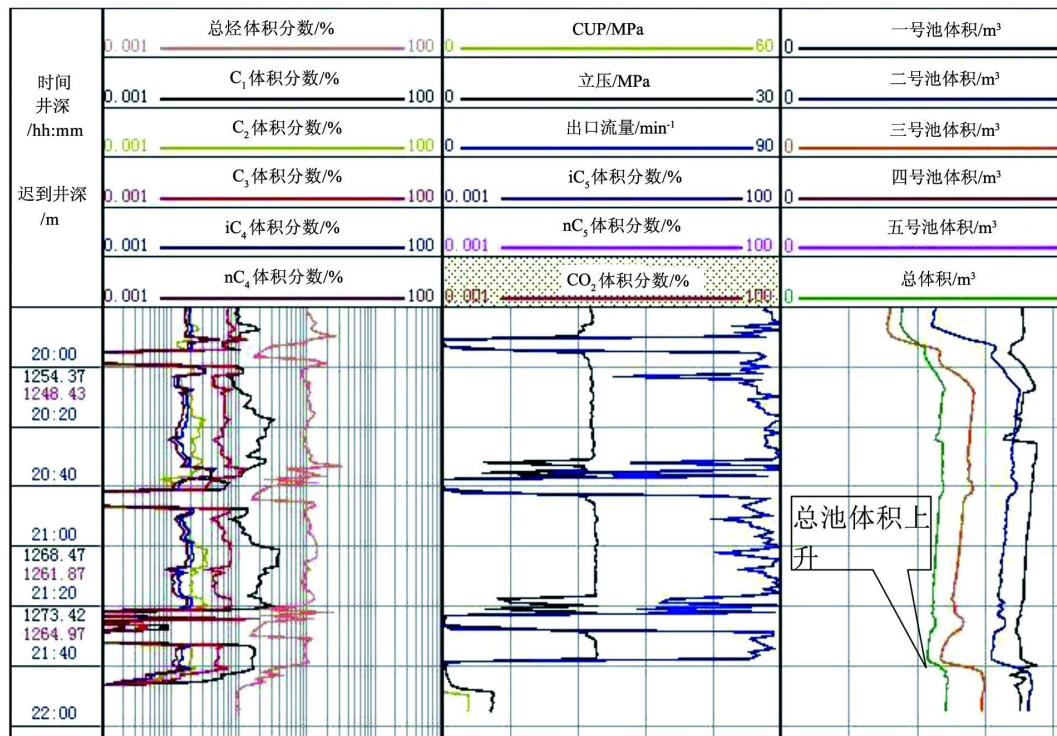 时间
井深
/hh:mm
迟到井深
/m
总烃体积分数/%
0.001 100
C₁体积分数/%
0.001 100
C₂体积分数/%
0.001 100
C₃体积分数/%
0.001 100
iC₄体积分数/%
0.001 100
nC₄体积分数/%
0.001 100
CUP/MPa
0 60
立压/MPa
0 30
出口流量/min⁻¹
0 90
iC₅体积分数/%
0.001 100
nC₅体积分数/%
0.001 100
CO₂体积分数/%
0.001 100
一号池体积/m³
0
二号池体积/m³
0
三号池体积/m³
0
四号池体积/m³
0
五号池体积/m³
0
总体积/m³
0
20:00
1254.37
1248.43
20:20
20:40
21:00
1268.47
1261.87
21:20
1273.42
1264.97
21:40
22:00
总池体积上
升